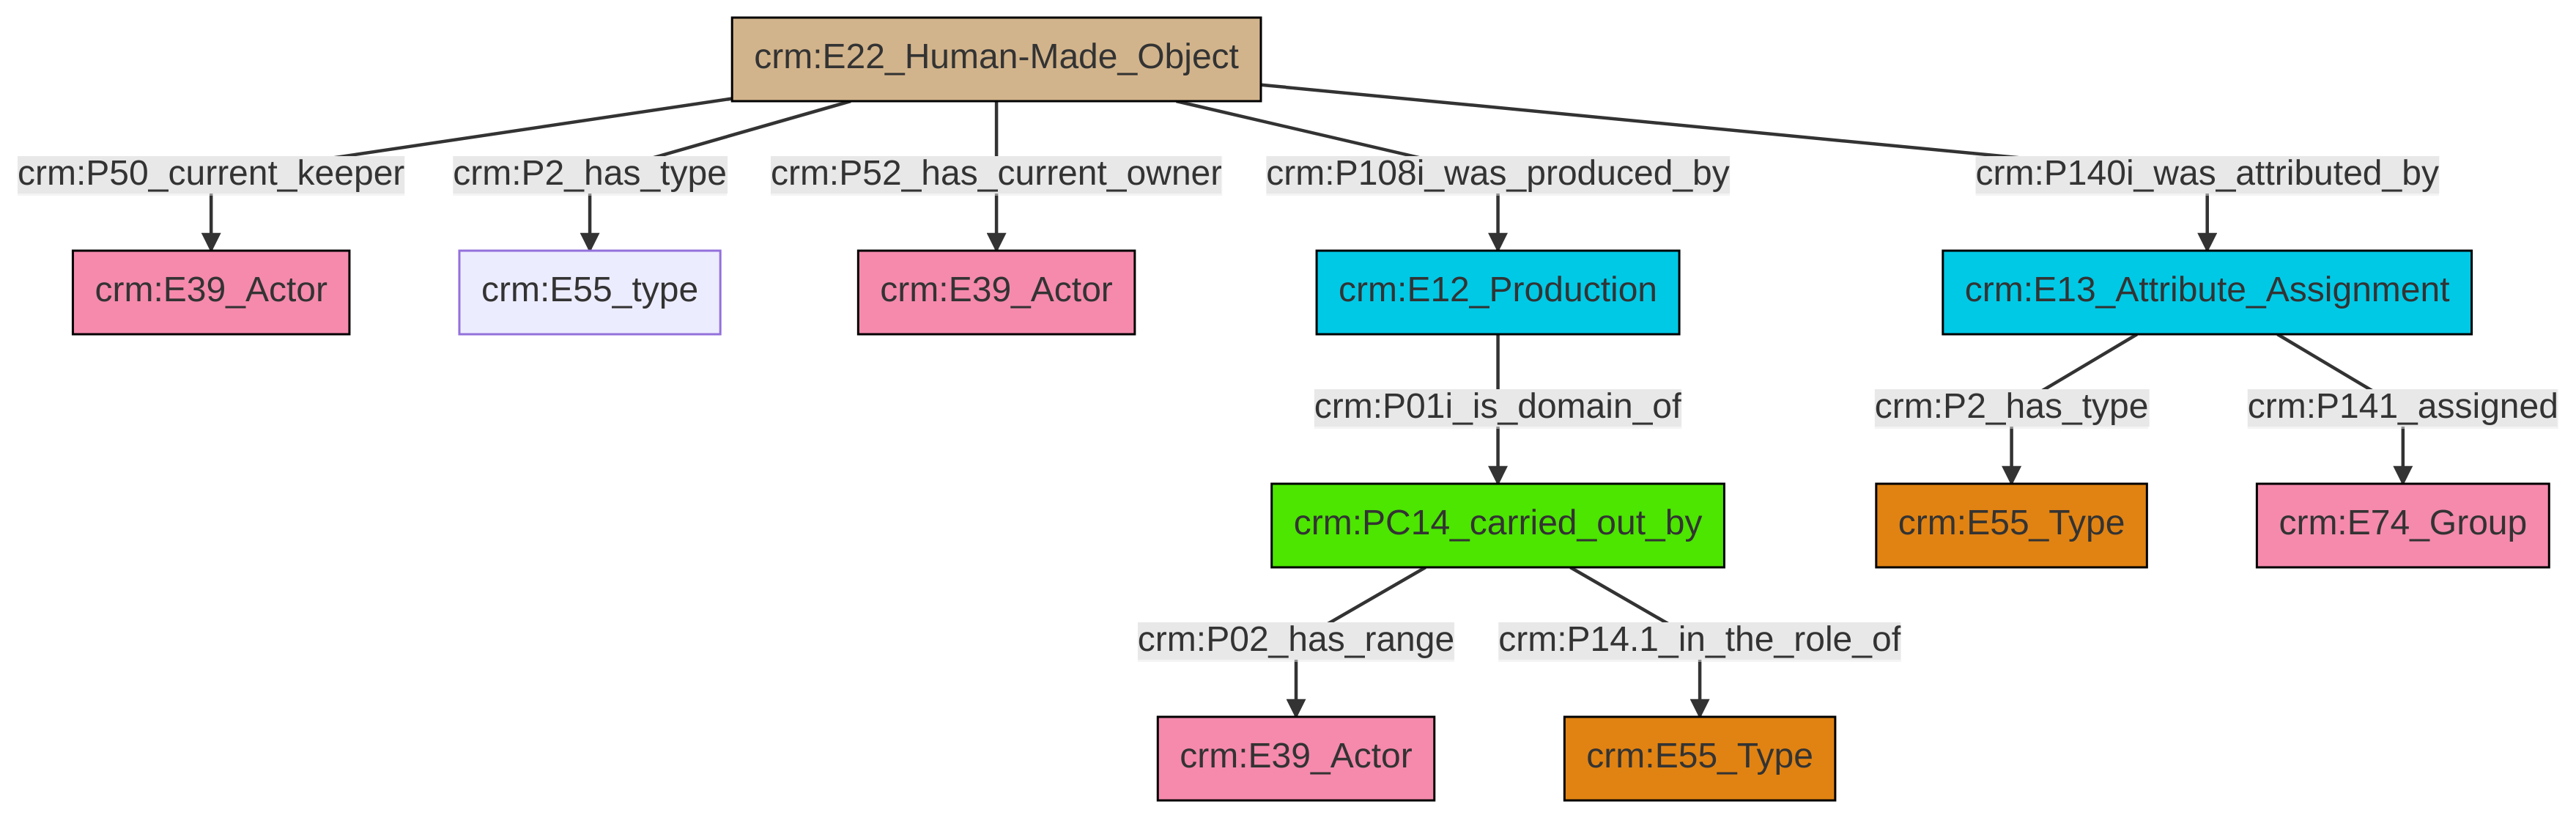 crm:E22_Human-Made_Object
crm:P50_current_keeper
crm:P2_has_type
crm:P52_has_current_owner
crm:P108i_was_produced_by
crm:P140i_was_attributed_by
crm:E39_Actor
crm:E55_type
crm:E39_Actor
crm:E12_Production
crm:E13_Attribute_Assignment
crm:P01i_is_domain_of
crm:P2_has_type
crm:P141_assigned
crm:PC14_carried_out_by
crm:E55_Type
crm:E74_Group
crm:P02_has_range
crm:P14.1_in_the_role_of
crm:E39_Actor
crm:E55_Type